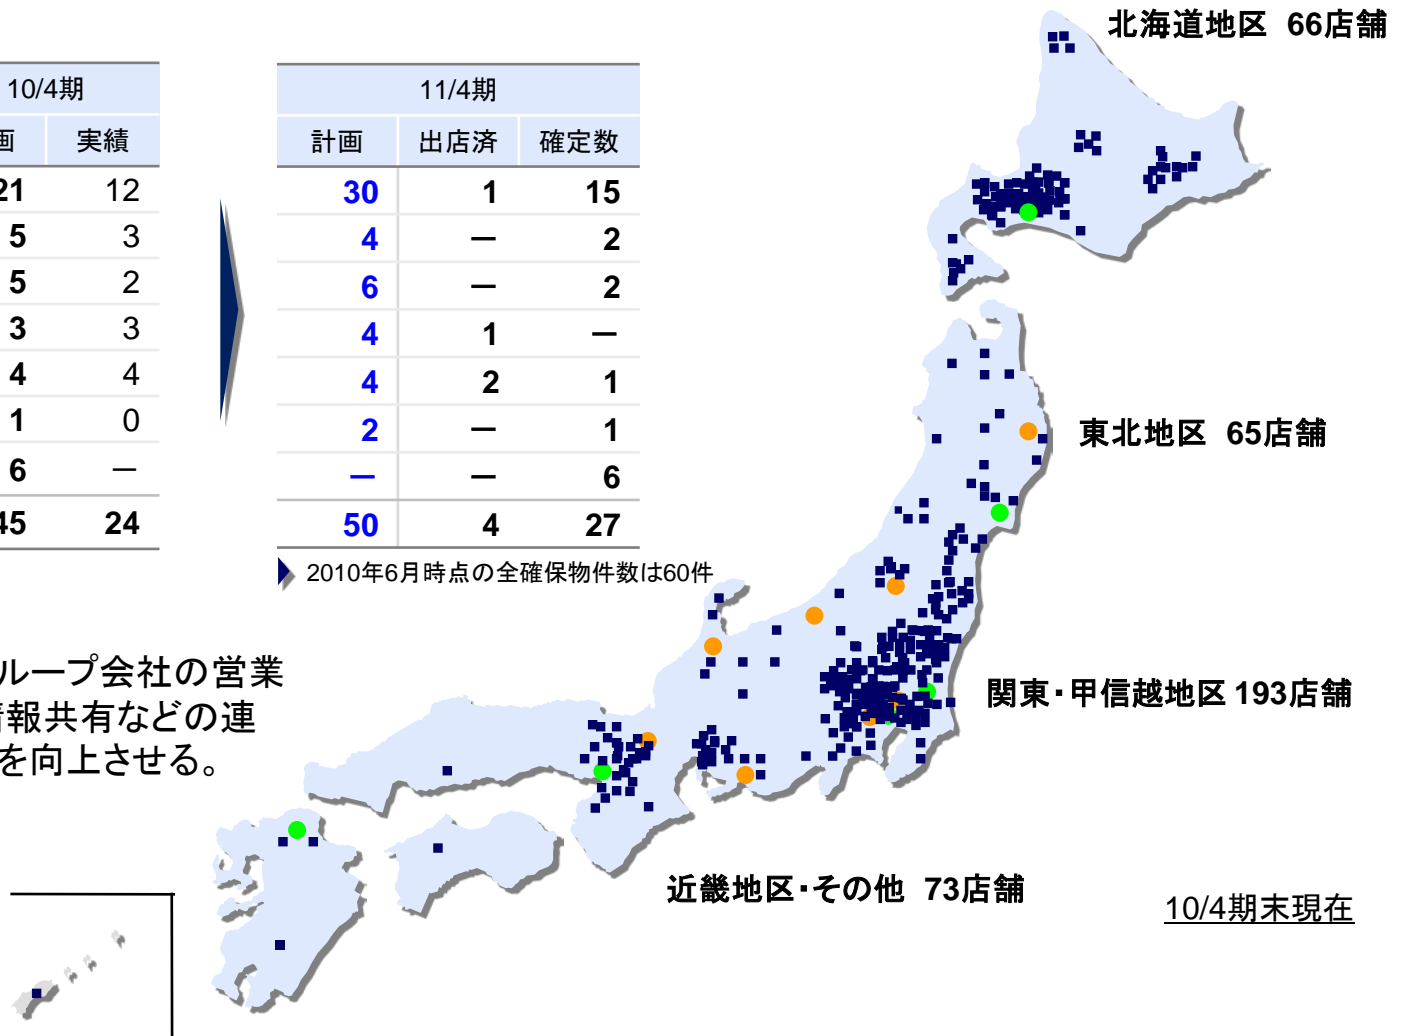 北海道地区 66店舗
10/4期
画 実績
21 12
5 3
5 2
3 3
4 4
1 0
6 －
45 24
11/4期
計画 出店済 確定数
30 1 15
4 － 2
6 － 2
4 1 －
4 2 1
2 － 1
－ － 6
50 4 27
2010年6月時点の全確保物件数は60件
東北地区 65店舗
ループ会社の営業
情報共有などの連
を向上させる。
関東・甲信越地区 193店舗
近畿地区・その他 73店舗
10/4期末現在